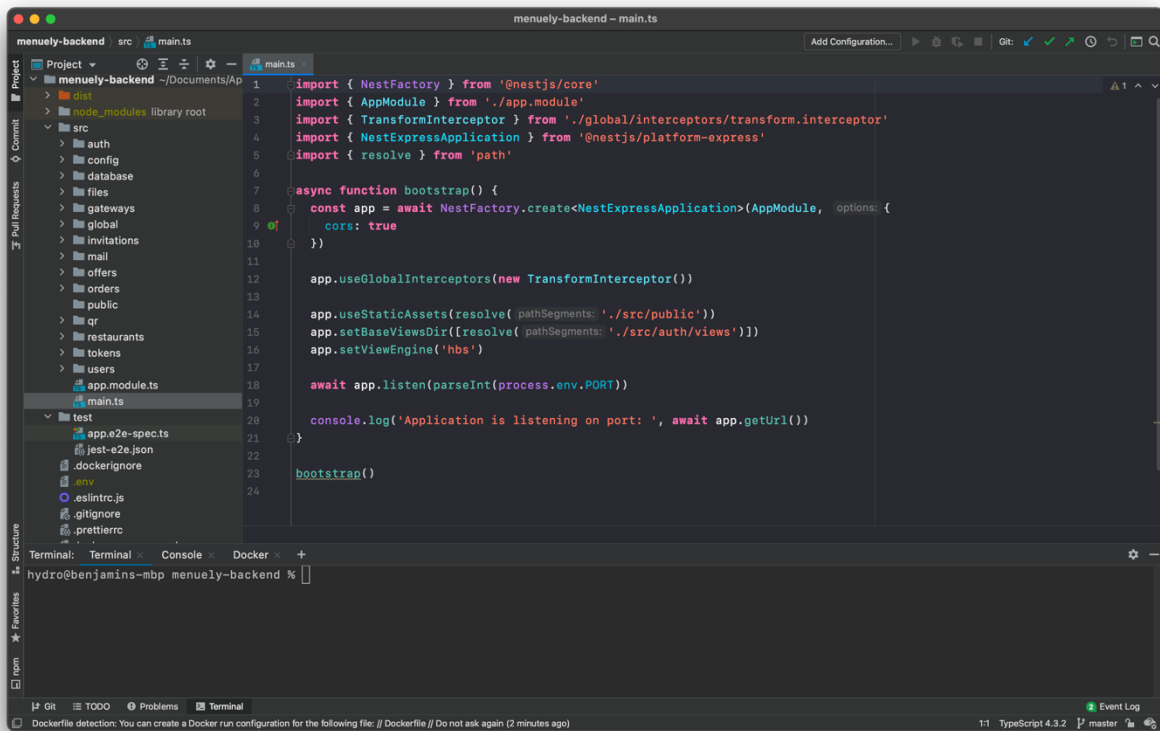 menuely-backend – main.ts
menuely-backend
src
main.ts
Add Configuration...
Git:
Project
main.ts
Project
Commit
Pull Requests
menuely-backend ~/Documents/Ap
dist
node_modules library root
src
auth
config
database
files
gateways
global
invitations
mail
offers
orders
public
qr
restaurants
tokens
users
app.module.ts
main.ts
test
app.e2e-spec.ts
jest-e2e.json
.dockerignore
.env
.eslintrc.js
.gitignore
.prettierrc
1 import { NestFactory } from '@nestjs/core'
2 import { AppModule } from './app.module'
3 import { TransformInterceptor } from './global/interceptors/transform.interceptor'
4 import { NestExpressApplication } from '@nestjs/platform-express'
5 import { resolve } from 'path'
6
7 async function bootstrap() {
8 const app = await NestFactory.create<NestExpressApplication>(AppModule, options: {
9 cors: true
10 })
11
12 app.useGlobalInterceptors(new TransformInterceptor())
13
14 app.useStaticAssets(resolve( pathSegments: './src/public'))
15 app.setBaseViewsDir([resolve( pathSegments: './src/auth/views')])
16 app.setViewEngine('hbs')
17
18 await app.listen(parseInt(process.env.PORT))
19
20 console.log('Application is listening on port: ', await app.getUrl())
21 }
22
23 bootstrap()
24
1
Structure
Favorites
npm
Terminal: Terminal Console Docker +
hydro@benjamins-mbp menuely-backend %
Git TODO Problems Terminal
2 Event Log
Dockerfile detection: You can create a Docker run configuration for the following file: // Dockerfile // Do not ask again (2 minutes ago)
1:1 TypeScript 4.3.2 master